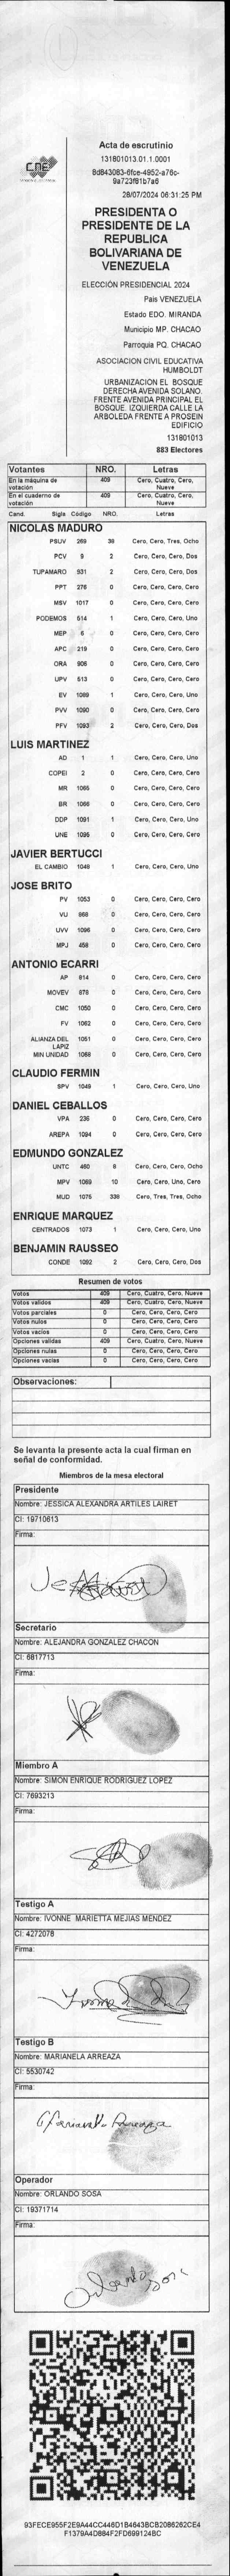 CNE
Acta de escrutinio
131801013.01.1.0001
8d843083-6fce-4952-a76c-
9a723f81b7a6
28/07/2024 06:31:25 PM
PRESIDENTA O
PRESIDENTE DE LA
REPUBLICA
BOLIVARIANA DE
VENEZUELA
ELECCIÓN PRESIDENCIAL 2024
Pais VENEZUELA
Estado EDO. MIRANDA
Municipio MP. CHACAO
Parroquia PQ. CHACAO
ASOCIACION CIVIL EDUCATIVA
HUMBOLDT
URBANIZACIÓN EL BOSQUE
DERECHA AVENIDA SOLANO.
FRENTE AVENIDA PRINCIPAL EL
BOSQUE. IZQUIERDA CALLE LA
ARBOLEDA FRENTE A PROSEIN
EDIFICIO
131801013
883 Electores
Votantes NRO. Letras
En la máquina de votación 409 Cero, Cuatro, Cero, Nueve
En el cuaderno de votación 409 Cero, Cuatro, Cero, Nueve
Cand. Sigla Código NRO. Letras
NICOLAS MADURO
PSUV 269 38 Cero, Cero, Tres, Ocho
PCV 9 2 Cero, Cero, Cero, Dos
TUPAMARO 931 2 Cero, Cero, Cero, Dos
PPT 276 0 Cero, Cero, Cero, Cero
MSV 1017 0 Cero, Cero, Cero, Cero
PODEMOS 514 1 Cero, Cero, Cero, Uno
MEP 6 0 Cero, Cero, Cero, Cero
APC 219 0 Cero, Cero, Cero, Cero
ORA 906 0 Cero, Cero, Cero, Cero
UPV 513 0 Cero, Cero, Cero, Cero
EV 1089 1 Cero, Cero, Cero, Uno
PVV 1090 0 Cero, Cero, Cero, Cero
PFV 1093 2 Cero, Cero, Cero, Dos
LUIS MARTINEZ
AD 1 1 Cero, Cero, Cero, Uno
COPEI 2 0 Cero, Cero, Cero, Cero
MR 1065 0 Cero, Cero, Cero, Cero
BR 1066 0 Cero, Cero, Cero, Cero
DDP 1091 1 Cero, Cero, Cero, Uno
UNE 1095 0 Cero, Cero, Cero, Cero
JAVIER BERTUCCI
EL CAMBIO 1049 1 Cero, Cero, Cero, Uno
JOSE BRITO
PV 1053 0 Cero, Cero, Cero, Cero
VU 868 0 Cero, Cero, Cero, Cero
UVV 1096 0 Cero, Cero, Cero, Cero
MPJ 458 0 Cero, Cero, Cero, Cero
ANTONIO ECARRI
AP 814 0 Cero, Cero, Cero, Cero
MOVEV 878 0 Cero, Cero, Cero, Cero
CMC 1050 0 Cero, Cero, Cero, Cero
FV 1062 0 Cero, Cero, Cero, Cero
ALIANZA DEL LAPIZ 1051 0 Cero, Cero, Cero, Cero
MIN UNIDAD 1069 0 Cero, Cero, Cero, Cero
CLAUDIO FERMIN
SPV 1048 1 Cero, Cero, Cero, Uno
DANIEL CEBALLOS
VPA 236 0 Cero, Cero, Cero, Cero
AREPA 1094 0 Cero, Cero, Cero, Cero
EDMUNDO GONZALEZ
UNTC 460 8 Cero, Cero, Cero, Ocho
MPV 1069 10 Cero, Cero, Uno, Cero
MUD 1075 338 Cero, Tres, Tres, Ocho
ENRIQUE MARQUEZ
CENTRADOS 1073 1 Cero, Cero, Cero, Uno
BENJAMIN RAUSSEO
CONDE 1092 2 Cero, Cero, Cero, Dos
Resumen de votos
Votos 409 Cero, Cuatro, Cero, Nueve
Votos válidos 409 Cero, Cuatro, Cero, Nueve
Votos parciales 0 Cero, Cero, Cero, Cero
Votos nulos 0 Cero, Cero, Cero, Cero
Votos vacíos 0 Cero, Cero, Cero, Cero
Opciones validas 409 Cero, Cuatro, Cero, Nueve
Opciones nulas 0 Cero, Cero, Cero, Cero
Opciones vacias 0 Cero, Cero, Cero, Cero
Observaciones:
Se levanta la presente acta la cual firman en
señal de conformidad.
Miembros de la mesa electoral
Presidente
Nombre: JESSICA ALEXANDRA ARTILES LAIRET
CI: 19710613
Firma:
Secretario
Nombre: ALEJANDRA GONZALEZ CHACON
CI: 6817713
Firma:
Miembro A
Nombre: SIMON ENRIQUE RODRIGUEZ LOPEZ
CI: 7693213
Firma:
Testigo A
Nombre: IVONNE MARIETTA MEJIAS MENDEZ
CI: 4272078
Firma:
Testigo B
Nombre: MARIANELA ARREAZA
CI: 5530742
Firma:
Operador
Nombre: ORLANDO SOSA
CI: 19371714
Firma:
Orlando Sosa
93FECE955F2E9A44CC446D1B4643BCB2086262CE4
F1379A4D884F2FD699124BC